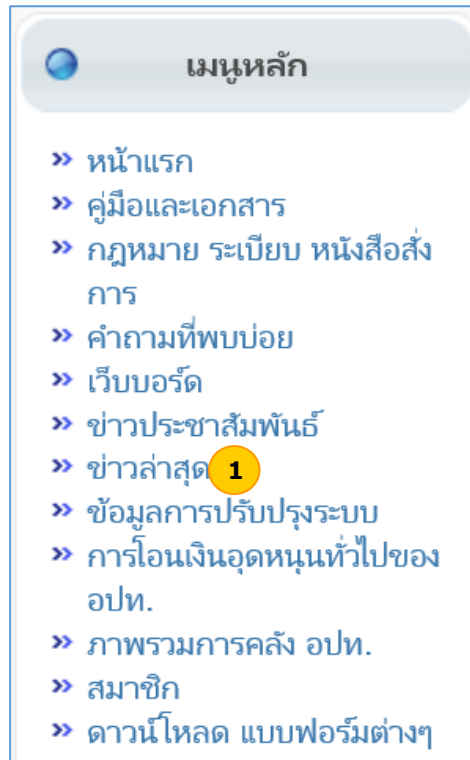 เมนูหลัก
» หน้าแรก
» คู่มือและเอกสาร
» กฎหมาย ระเบียบ หนังสือสั่ง
การ
» คำถามที่พบบ่อย
» เว็บบอร์ด
» ข่าวประชาสัมพันธ์
» ข่าวล่าสุด 1
» ข้อมูลการปรับปรุงระบบ
» การโอนเงินอุดหนุนทั่วไปของ
อปท.
» ภาพรวมการคลัง อปท.
» สมาชิก
» ดาวน์โหลด แบบฟอร์มต่างๆ